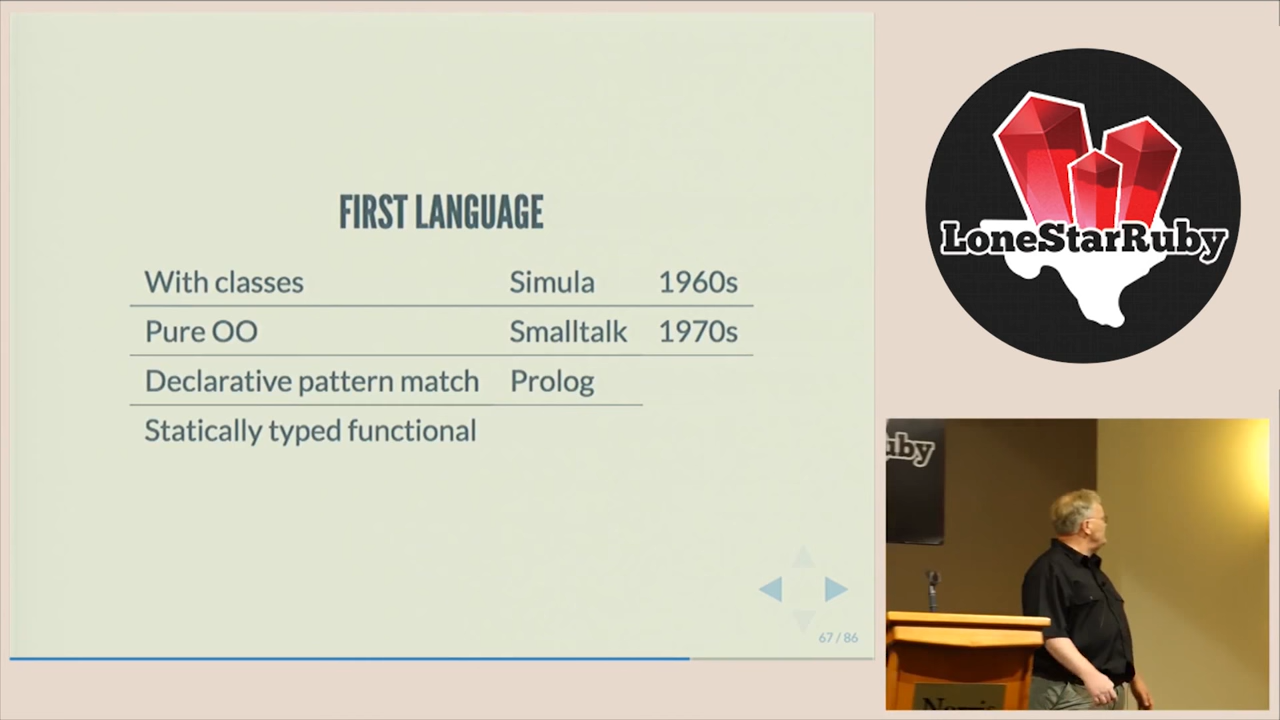 FIRST LANGUAGE
With classes Simula 1960s
Pure OO Smalltalk 1970s
Declarative pattern match Prolog
Statically typed functional
67 / 86
LoneStarRuby
uby